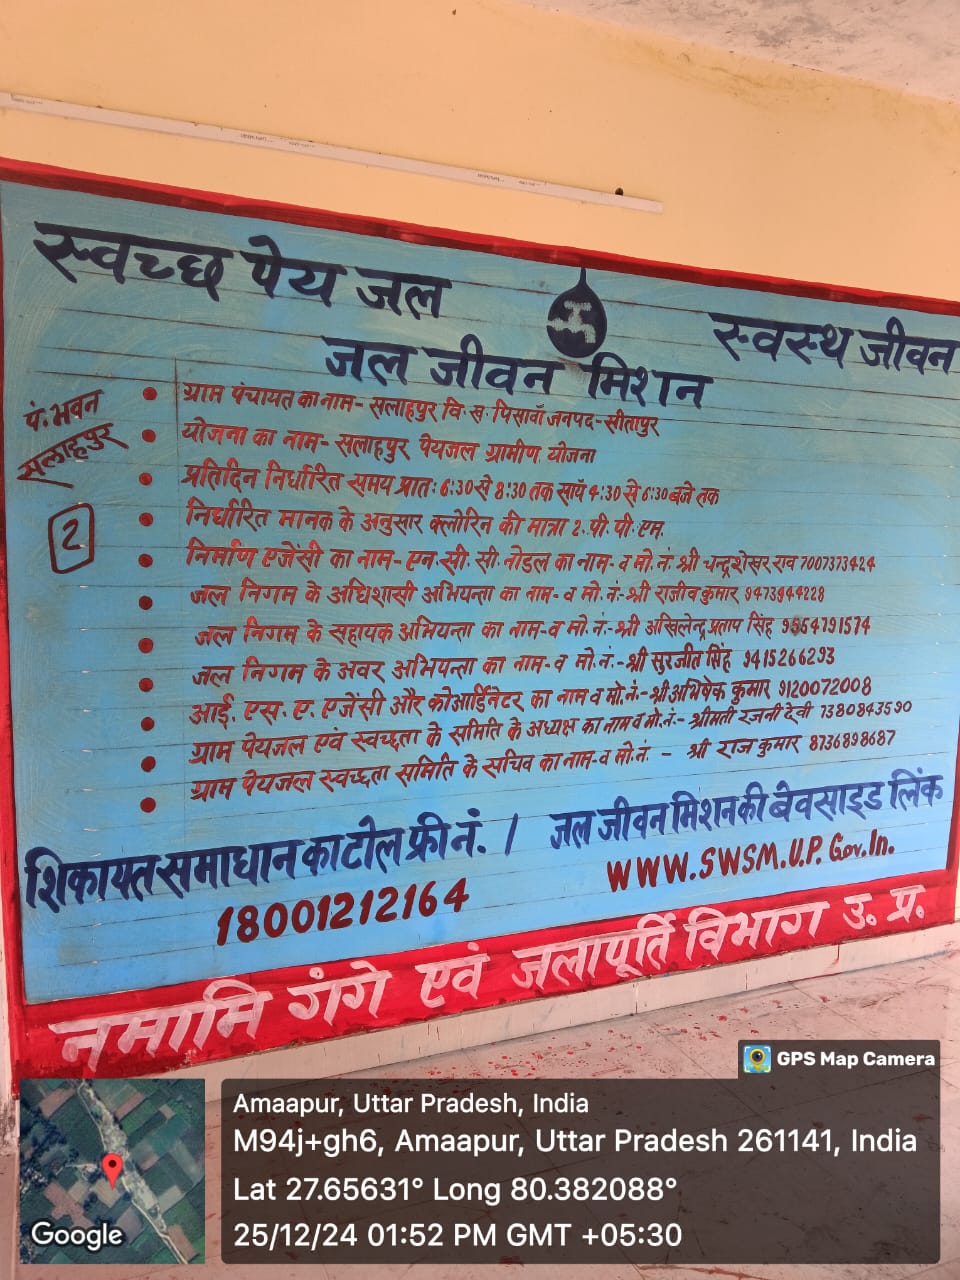 स्वच्छ पेय जल
स्वस्थ जीवन
जल जीवन मिशन
पं. भवन
सलाहपुर
2
ग्राम पंचायत का नाम- सलाहपुर वि. ख. पिसावाँ जनपद-सीतापुर
योजना का नाम- सलाहपुर पेयजल ग्रामीण योजना
प्रतिदिन निर्धारित समय प्रातः 6:30 से 8:30 तक सायं 4:30 से 6:30 बजे तक
निर्धारित मानक के अनुसार क्लोरिन की मात्रा 2. पी. पी. एम.
निर्माण एजेंसी का नाम- एन. सी. सी. नोडल का नाम- व मो.नं. श्री चन्द्रशेखर राव 7007373424
जल निगम के अधिशासी अभियन्ता का नाम- व मो. नं.-श्री राजीव कुमार 9473944228
जल निगम के सहायक अभियन्ता का नाम-व मो. नं.-श्री अखिलेन्द्र प्रताप सिंह 9864791574
जल निगम के अवर अभियन्ता का नाम-व मो.नं.-श्री सुरजीत सिंह 9415266293
आई. एस. ए. एजेंसी और कोआर्डिनेटर का नाम व मो.नं.-श्री अभिषेक कुमार 9120072008
ग्राम पेयजल एवं स्वच्छता के समिति के अध्यक्ष का नाम व मो.नं.- श्रीमती रजनी देवी 7380843590
ग्राम पेयजल स्वच्छता समिति के सचिव का नाम-व मो.नं. - श्री राज कुमार 8736898687
शिकायत समाधान का टोल फ्री नं. / जल जीवन मिशन की बेवसाइड लिंक
18001212164
WWW.SWSM.U.P. Gov.In.
नमामि गंगे एवं जलापूर्ति विभाग उ. प्र.
GPS Map Camera
Amaapur, Uttar Pradesh, India
M94j+gh6, Amaapur, Uttar Pradesh 261141, India
Lat 27.65631° Long 80.382088°
25/12/24 01:52 PM GMT +05:30
Google